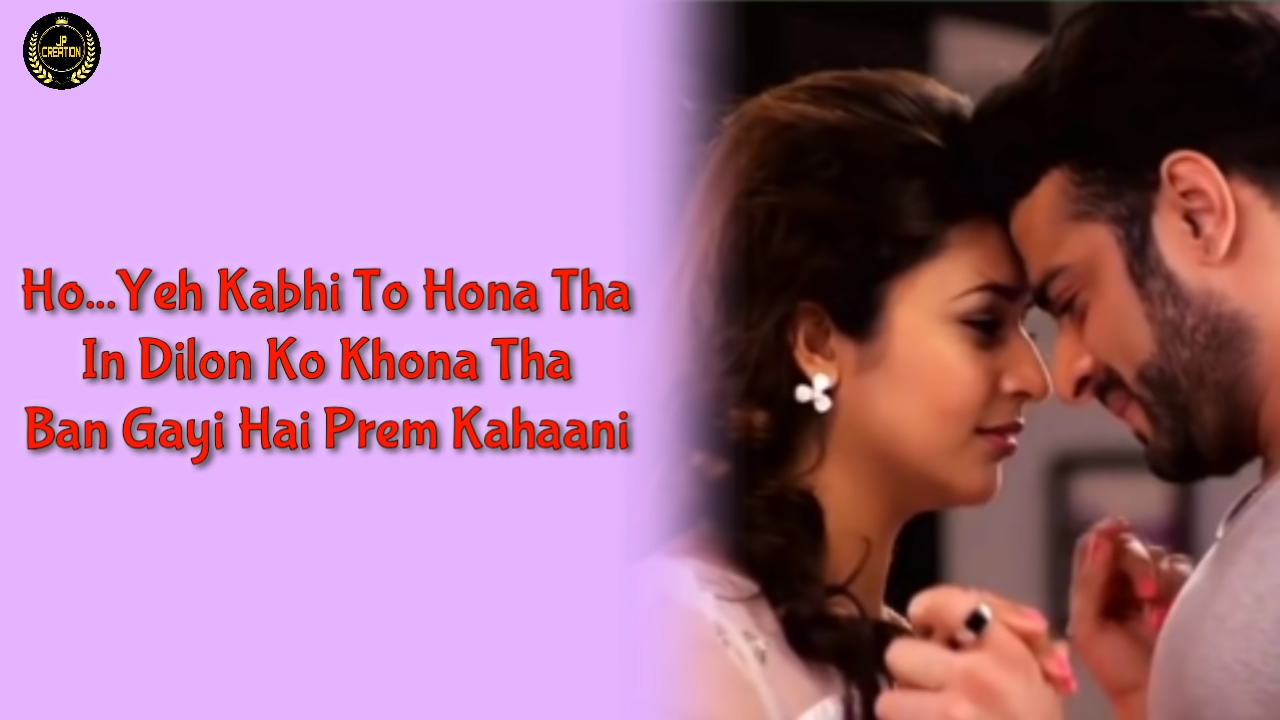 JP
CREATION
Ho...Yeh Kabhi To Hona Tha
In Dilon Ko Khona Tha
Ban Gayi Hai Prem Kahaani